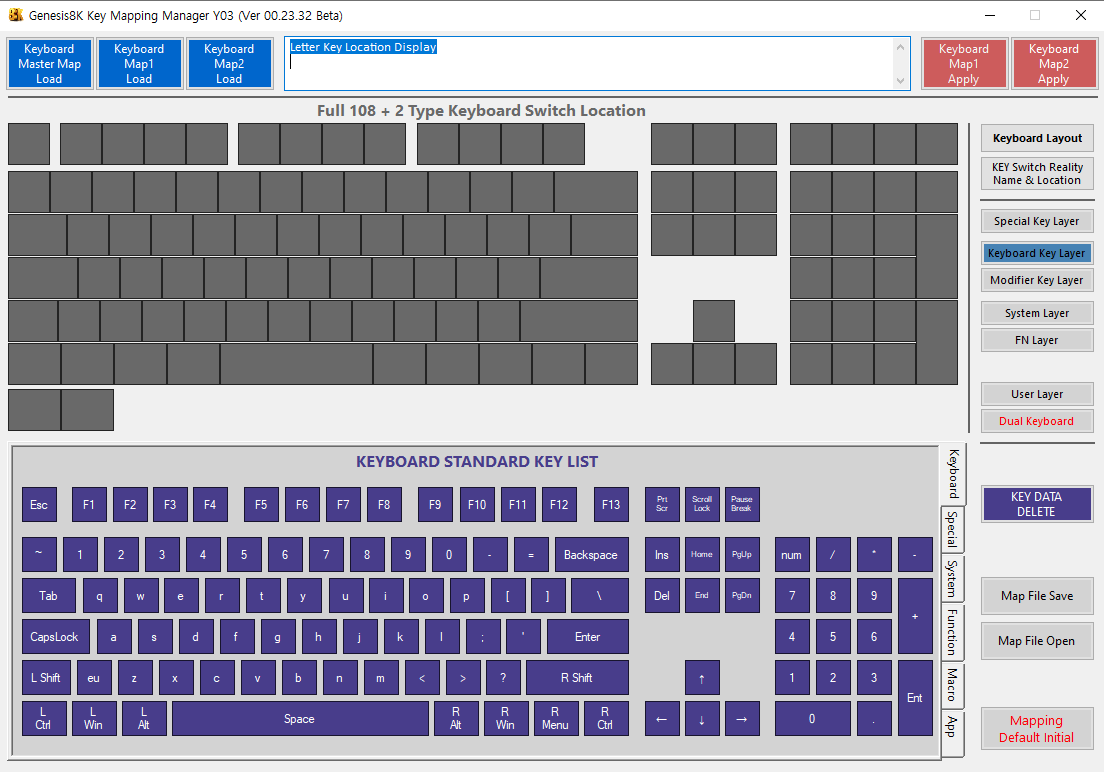 Genesis8K Key Mapping Manager Y03 (Ver 00.23.32 Beta)
Keyboard
Master Map
Load
Keyboard
Map1
Load
Keyboard
Map2
Load
Letter Key Location Display
Keyboard
Map1
Apply
Keyboard
Map2
Apply
Full 108 + 2 Type Keyboard Switch Location
Keyboard Layout
KEY Switch Reality
Name & Location
Special Key Layer
Keyboard Key Layer
Modifier Key Layer
System Layer
FN Layer
User Layer
Dual Keyboard
KEYBOARD STANDARD KEY LIST
Esc F1 F2 F3 F4 F5 F6 F7 F8 F9 F10 F11 F12 F13
Prt
Scr
Scroll
Lock
Pause
Break
~ 1 2 3 4 5 6 7 8 9 0 - = Backspace Ins Home PgUp num / * -
Tab q w e r t y u i o p [ ] \ Del End PgDn 7 8 9 +
CapsLock a s d f g h j k l ; ' Enter 4 5 6
L Shift eu z x c v b n m < > ? R Shift ↑ 1 2 3 Ent
L
Ctrl
L
Win
L
Alt
Space
R
Alt
R
Win
R
Menu
R
Ctrl
← ↓ → 0 .
Keyboard
Special
System
Function
Macro
App
KEY DATA
DELETE
Map File Save
Map File Open
Mapping
Default Initial